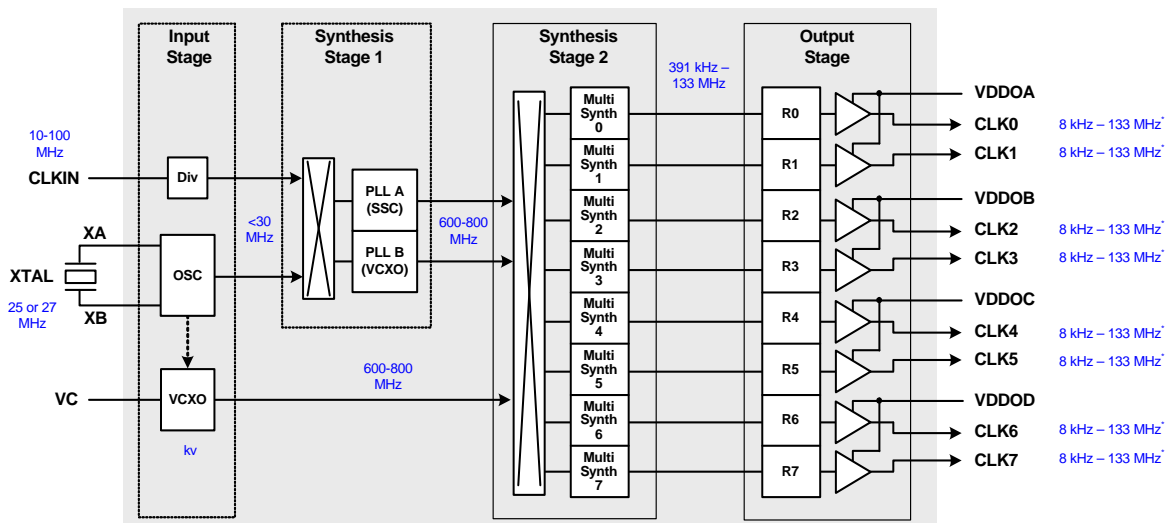 Input
Stage
Synthesis
Stage 1
Synthesis
Stage 2
Output
Stage
10-100
MHz
CLKIN
Div
XA
XTAL
25 or 27
MHz
XB
OSC
<30
MHz
VC
VCXO
kv
PLL A
(SSC)
PLL B
(VCXO)
600-800
MHz
600-800
MHz
Multi
Synth
0
Multi
Synth
1
Multi
Synth
2
Multi
Synth
3
Multi
Synth
4
Multi
Synth
5
Multi
Synth
6
Multi
Synth
7
391 kHz –
133 MHz
R0
R1
R2
R3
R4
R5
R6
R7
VDDOA
CLK0 8 kHz – 133 MHz*
CLK1 8 kHz – 133 MHz*
VDDOB
CLK2 8 kHz – 133 MHz*
CLK3 8 kHz – 133 MHz*
VDDOC
CLK4 8 kHz – 133 MHz*
CLK5 8 kHz – 133 MHz*
VDDOD
CLK6 8 kHz – 133 MHz*
CLK7 8 kHz – 133 MHz*